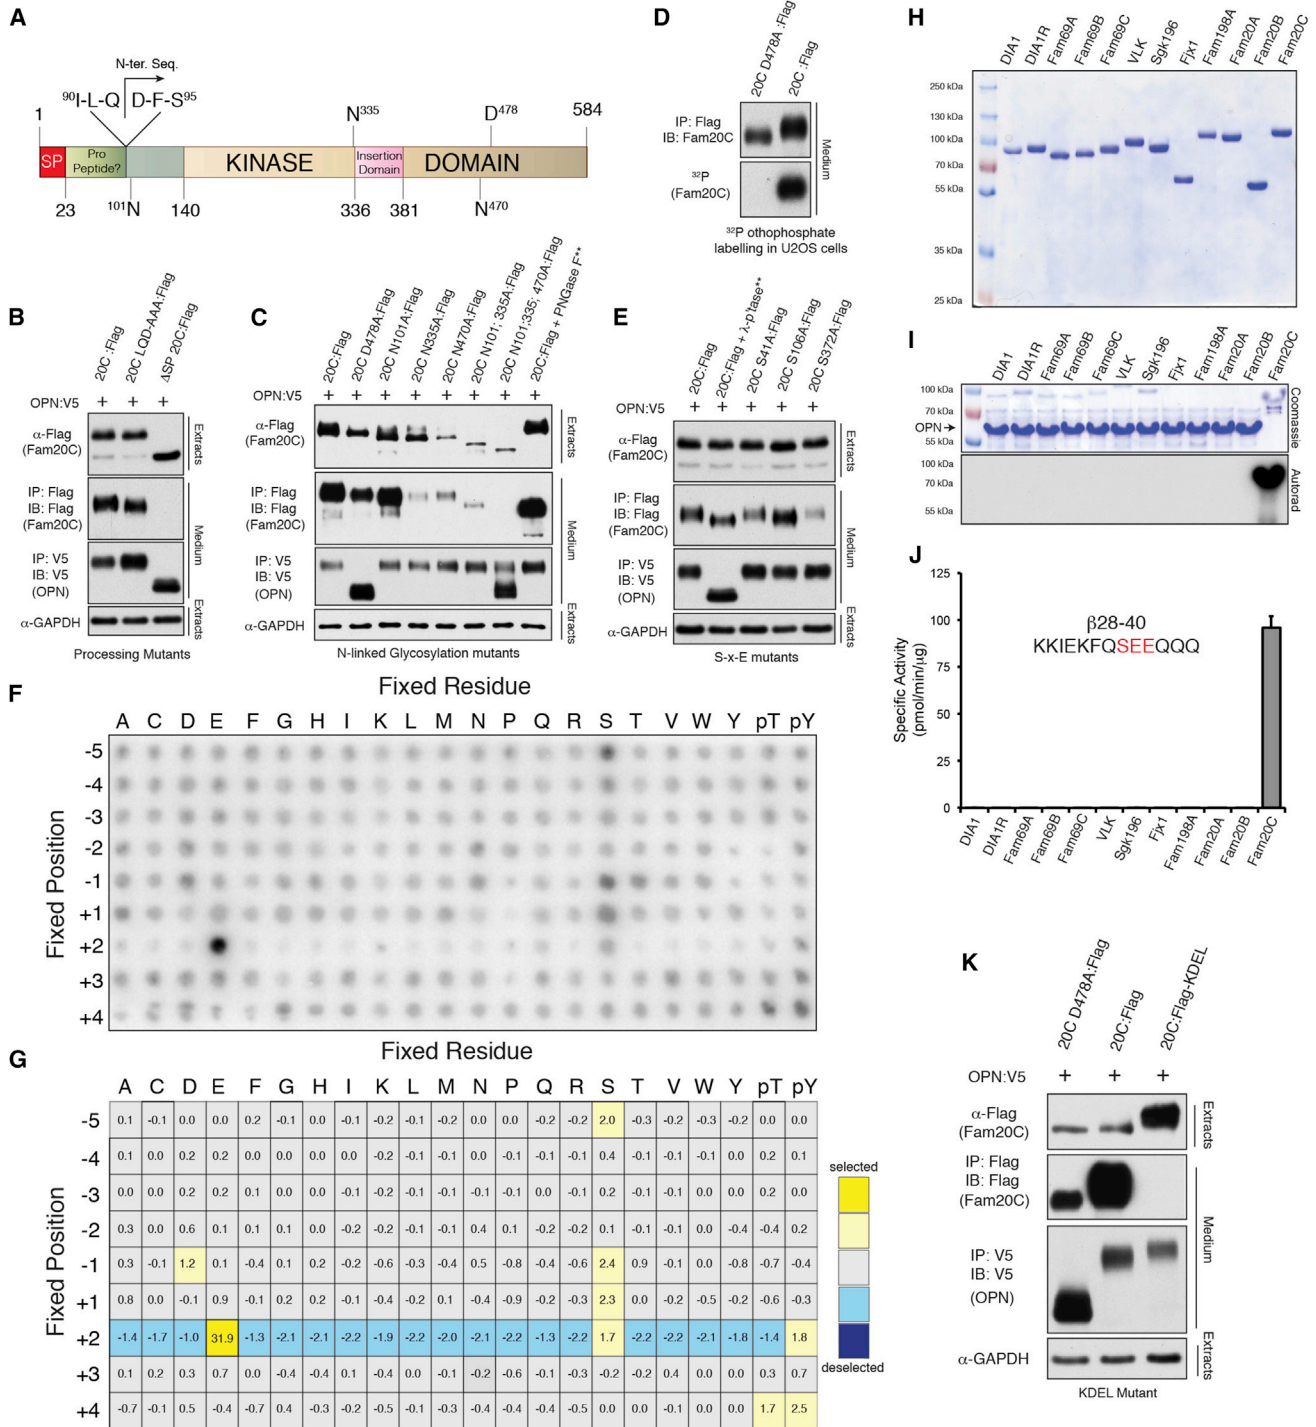 A
N-ter. Seq.
90I-L-Q D-F-S95
1 N335 D478 584
SP Pro Peptide? KINASE Insertion Domain DOMAIN
23 101N 140 336 381 N470
B
20C :Flag
20C LQD-AAA:Flag
ΔSP 20C:Flag
OPN:V5 + + +
α-Flag
(Fam20C)
Extracts
IP: Flag
IB: Flag
(Fam20C)
IP: V5
IB: V5
(OPN)
Medium
α-GAPDH
Extracts
Processing Mutants
C
20C:Flag
20C D478A:Flag
20C N101A:Flag
20C N335A:Flag
20C N470A:Flag
20C N101; 335A:Flag
20C N101;335; 470A:Flag
20C:Flag + PNGase F**
OPN:V5 + + + + + + + +
α-Flag
(Fam20C)
Extracts
IP: Flag
IB: Flag
(Fam20C)
IP: V5
IB: V5
(OPN)
Medium
α-GAPDH
Extracts
N-linked Glycosylation mutants
D
20C D478A :Flag
20C :Flag
IP: Flag
IB: Fam20C
32P
(Fam20C)
Medium
32P othophosphate
labelling in U2OS cells
E
20C:Flag
20C:Flag + λ-p'tase**
20C S41A:Flag
20C S106A:Flag
20C S372A:Flag
OPN:V5 + + + + +
α-Flag
(Fam20C)
Extracts
IP: Flag
IB: Flag
(Fam20C)
IP: V5
IB: V5
(OPN)
Medium
α-GAPDH
Extracts
S-x-E mutants
F
Fixed Residue
A C D E F G H I K L M N P Q R S T V W Y pT pY
Fixed Position
-5
-4
-3
-2
-1
+1
+2
+3
+4
G
Fixed Residue
A C D E F G H I K L M N P Q R S T V W Y pT pY
Fixed Position
-5 0.1 -0.1 0.0 0.0 0.2 -0.1 0.0 -0.1 -0.2 -0.1 -0.2 0.0 0.0 -0.2 -0.2 2.0 -0.3 -0.2 -0.3 -0.2 0.0 0.0
-4 0.1 0.0 0.2 0.2 0.0 0.0 0.0 0.0 -0.2 -0.1 -0.1 0.0 -0.1 -0.1 -0.1 0.4 -0.1 -0.1 -0.1 0.0 0.2 0.1
-3 0.0 0.0 0.2 0.2 0.1 0.0 0.0 -0.1 -0.2 -0.1 -0.1 -0.1 -0.1 0.0 -0.1 0.2 -0.1 -0.1 0.0 0.0 0.2 0.0
-2 0.3 0.0 0.6 0.1 0.1 0.1 0.0 -0.2 -0.2 -0.1 -0.1 0.4 0.1 -0.2 -0.2 0.1 -0.1 -0.1 0.0 -0.4 -0.4 0.2
-1 0.3 -0.1 1.2 0.1 -0.4 0.1 0.2 -0.2 -0.6 -0.3 -0.4 0.5 -0.8 -0.4 -0.6 2.4 0.9 -0.1 0.0 -0.8 -0.7 -0.4
+1 0.8 0.0 -0.1 0.9 -0.1 0.2 0.2 -0.1 -0.4 -0.2 0.1 -0.4 -0.9 -0.2 -0.3 2.3 0.0 -0.2 -0.5 -0.2 -0.6 -0.3
+2 -1.4 -1.7 -1.0 31.9 -1.3 -2.1 -2.1 -2.2 -1.9 -2.2 -2.0 -2.1 -2.2 -1.3 -2.2 1.7 -2.2 -2.2 -2.1 -1.8 -1.4 1.8
+3 0.1 0.2 0.3 0.7 0.0 -0.4 -0.4 0.1 -0.4 0.0 -0.1 -0.2 -0.6 -0.1 -0.3 -0.2 -0.2 0.4 0.0 0.0 0.3 0.7
+4 -0.7 -0.1 0.5 -0.4 -0.7 0.4 -0.3 -0.2 -0.5 -0.1 -0.3 -0.4 -0.4 -0.4 -0.5 0.0 0.0 -0.1 0.0 0.0 1.7 2.5
selected
deselected
H
DIA1 DIA1R Fam69A Fam69B Fam69C VLK Sgk196 Fjx1 Fam198A Fam20A Fam20B Fam20C
250 kDa
130 kDa
100 kDa
70 kDa
55 kDa
35 kDa
25 kDa
I
DIA1 DIA1R Fam69A Fam69B Fam69C VLK Sgk196 Fjx1 Fam198A Fam20A Fam20B Fam20C
100 kDa
70 kDa
OPN
55 kDa
Coomassie
100 kDa
70 kDa
55 kDa
Autorad
J
Specific Activity
(pmol/min/µg)
125
100
75
50
25
0
β28-40
KKIEKFQSEEQQQ
DIA1 DIA1R Fam69A Fam69B Fam69C VLK Sgk196 Fjx1 Fam198A Fam20A Fam20B Fam20C
K
20C D478A:Flag
20C:Flag
20C:Flag-KDEL
OPN:V5 + + +
α-Flag
(Fam20C)
Extracts
IP: Flag
IB: Flag
(Fam20C)
IP: V5
IB: V5
(OPN)
Medium
α-GAPDH
Extracts
KDEL Mutant